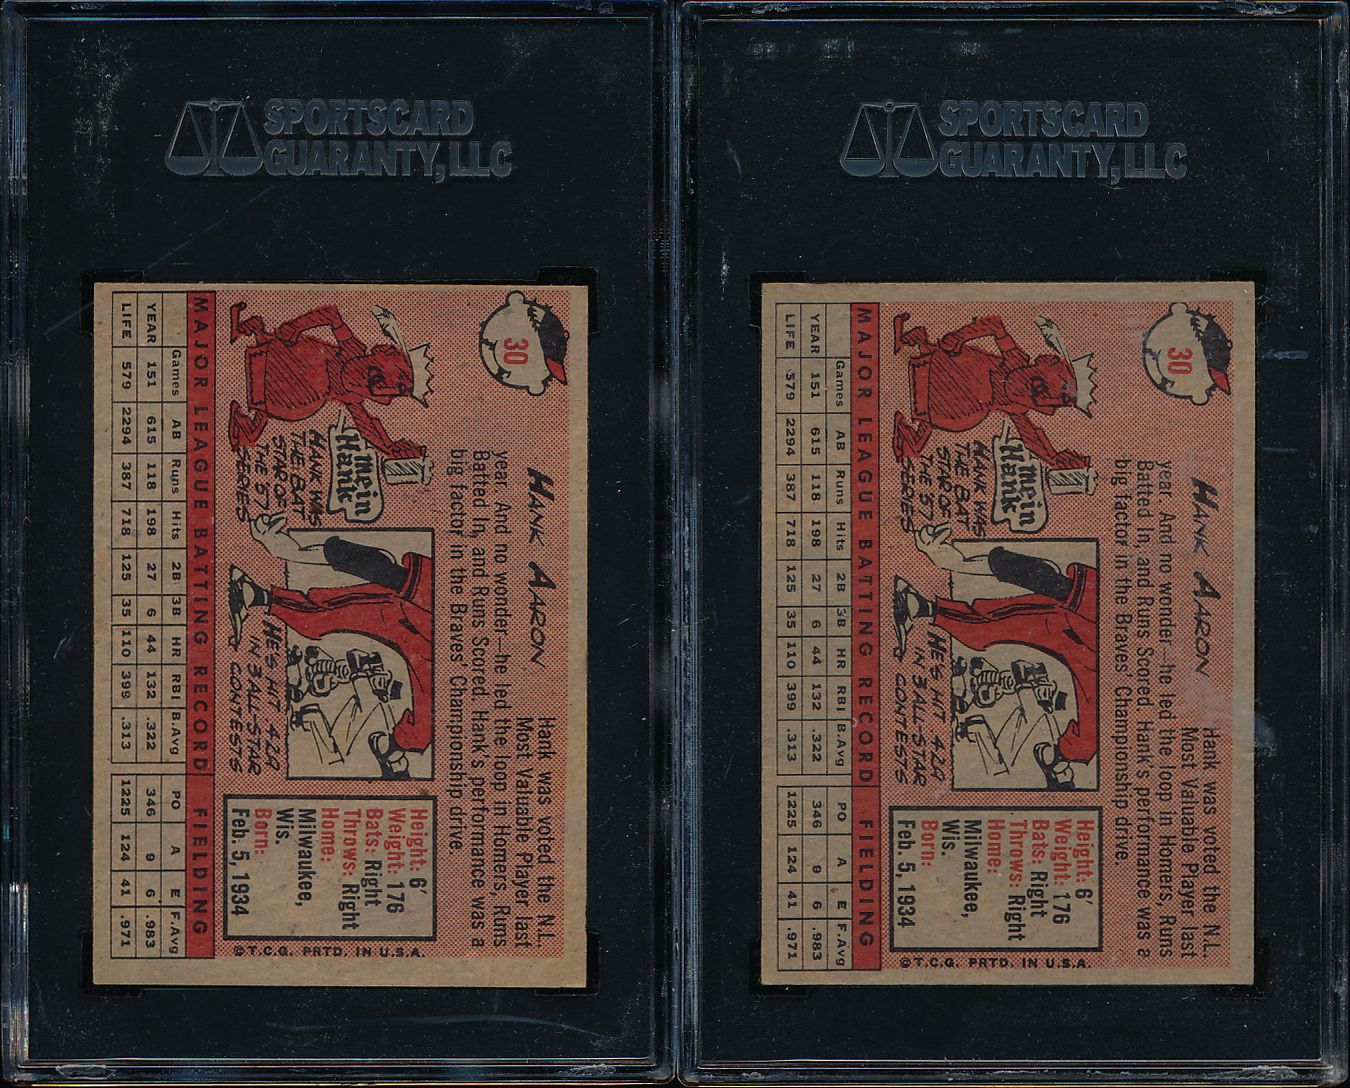 SPORTSCARD
GUARANTY, LLC
30
HANK AARON
Hank was voted the N.L.
Most Valuable Player last
year. And no wonder—he led the loop in Homers, Runs
Batted In, and Runs Scored. Hank's performance was a
big factor in the Braves' Championship drive.
Mein
Hank
HANK WAS
THE BAT
STAR OF
THE '57
SERIES
HE'S HIT .429
IN 3 ALL-STAR
CONTESTS
Height: 6'
Weight: 176
Bats: Right
Throws: Right
Home:
Milwaukee,
Wis.
Born:
Feb. 5, 1934
MAJOR LEAGUE BATTING RECORD FIELDING
Games AB Runs Hits 2B 3B HR RBI B.Avg PO A E F.Avg
YEAR 151 615 118 198 27 6 44 132 .322 346 9 6 .983
LIFE 579 2294 387 718 125 35 110 399 .313 1225 124 41 .971
©T.C.G. PRTD. IN U.S.A.
SPORTSCARD
GUARANTY, LLC
30
HANK AARON
Hank was voted the N.L.
Most Valuable Player last
year. And no wonder—he led the loop in Homers, Runs
Batted In, and Runs Scored. Hank's performance was a
big factor in the Braves' Championship drive.
Mein
Hank
HANK WAS
THE BAT
STAR OF
THE '57
SERIES
HE'S HIT .429
IN 3 ALL-STAR
CONTESTS
Height: 6'
Weight: 176
Bats: Right
Throws: Right
Home:
Milwaukee,
Wis.
Born:
Feb. 5, 1934
MAJOR LEAGUE BATTING RECORD FIELDING
Games AB Runs Hits 2B 3B HR RBI B.Avg PO A E F.Avg
YEAR 151 615 118 198 27 6 44 132 .322 346 9 6 .983
LIFE 579 2294 387 718 125 35 110 399 .313 1225 124 41 .971
©T.C.G. PRTD. IN U.S.A.